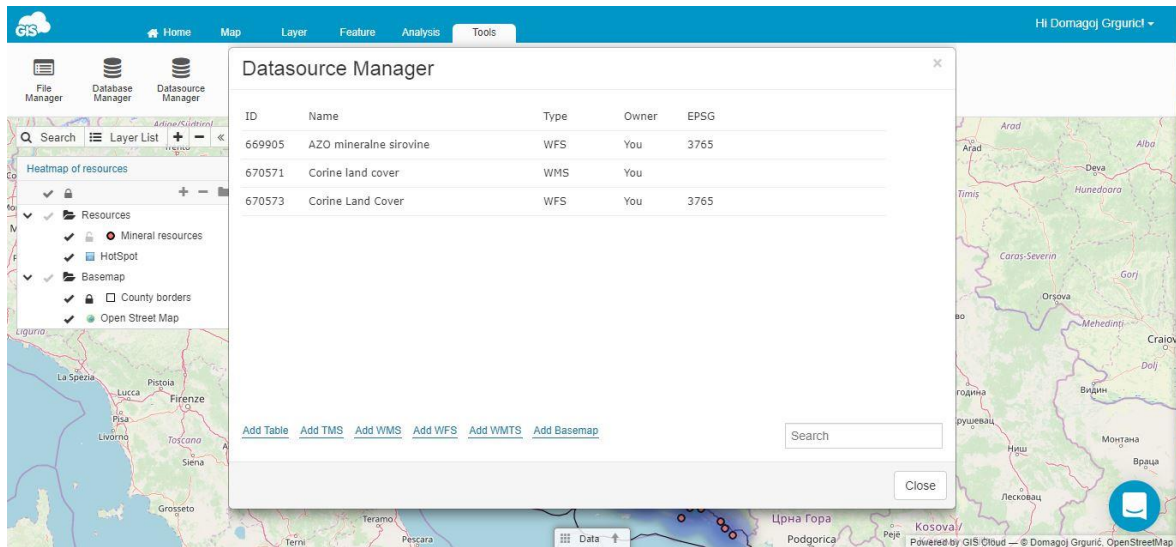 GIS
Home
Map
Layer
Feature
Analysis
Tools
Hi Domagoj Grguric! 
File Manager
Database Manager
Datasource Manager
Search
Layer List
Heatmap of resources
Resources
Mineral resources
HotSpot
Basemap
County borders
Open Street Map
Datasource Manager
×
ID Name Type Owner EPSG
669905 AZO mineralne sirovine WFS You 3765
670571 Corine land cover WMS You
670573 Corine Land Cover WFS You 3765
Add Table Add TMS Add WMS Add WFS Add WMTS Add Basemap
Search
Close
La Spezia
Lucca
Pistoia
Firenze
Pisa
Livorno
Toscana
Siena
Grosseto
Terni
Teramo
Pescara
Data
Црна Гора
Podgorica
Pejë
Kosova/
Arad
Arad
Alba
Deva
Hunedoara
Timiș
Caraș-Severin
Gorj
Orșova
Mehedinți
Craiov
Dolj
Видин
Монтана
Враца
Ниш
Лесковац
Powered by GIS Cloud — © Domagoj Grgurić, OpenStreetMap